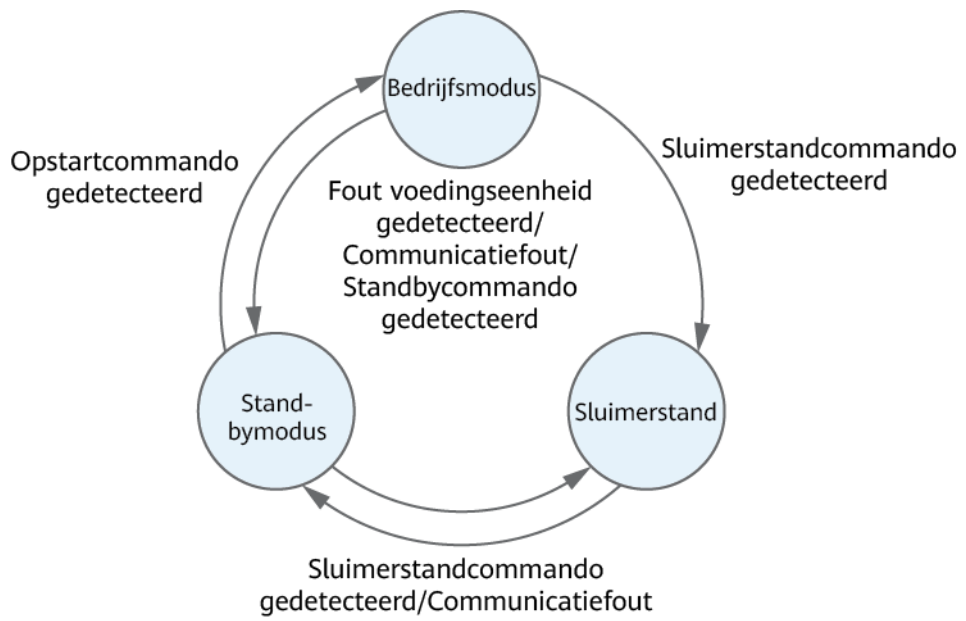 Bedrijfsmodus
Opstartcommando
gedetecteerd
Sluimerstandcommando
gedetecteerd
Fout voedingseenheid
gedetecteerd/
Communicatiefout/
Standbycommando
gedetecteerd
Stand-
bymodus
Sluimerstand
Sluimerstandcommando
gedetecteerd/Communicatiefout